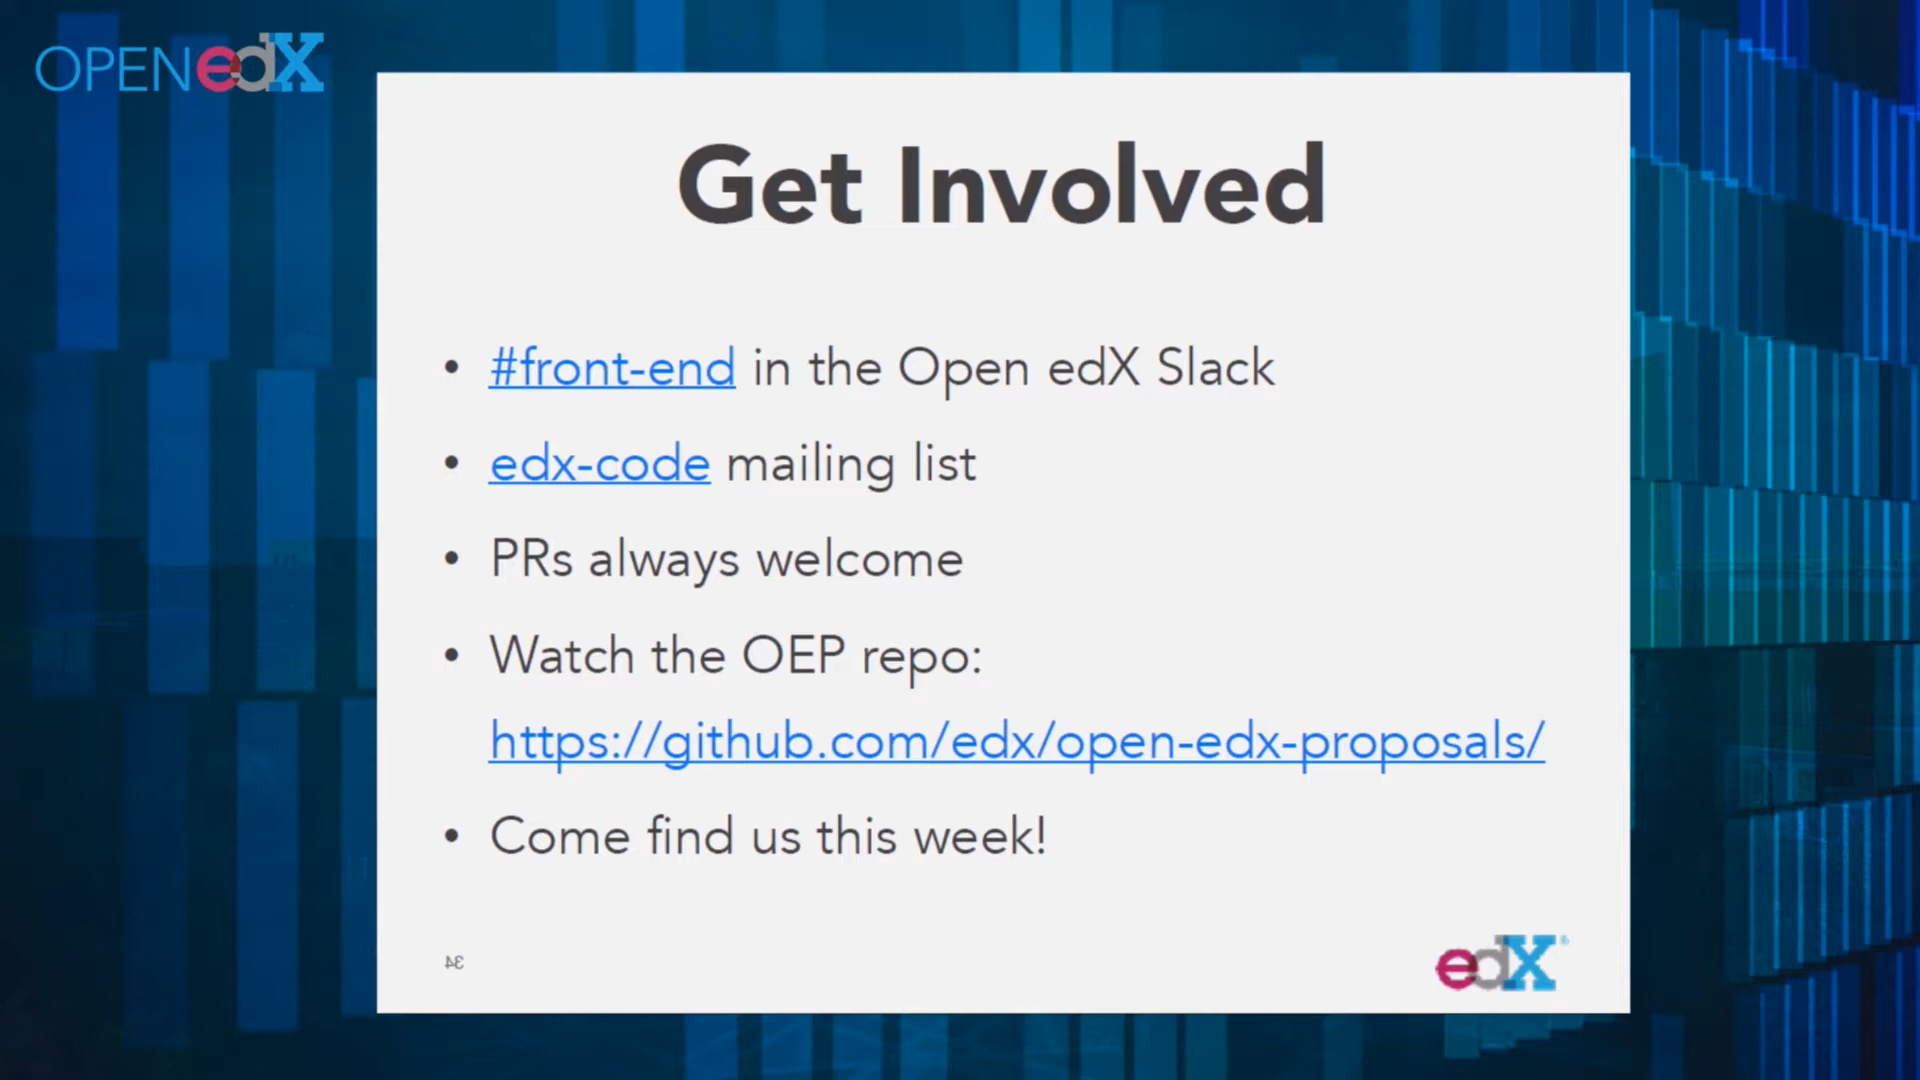 OPENedX
Get Involved
• #front-end in the Open edX Slack
• edx-code mailing list
• PRs always welcome
• Watch the OEP repo:
https://github.com/edx/open-edx-proposals/
• Come find us this week!
34
edX